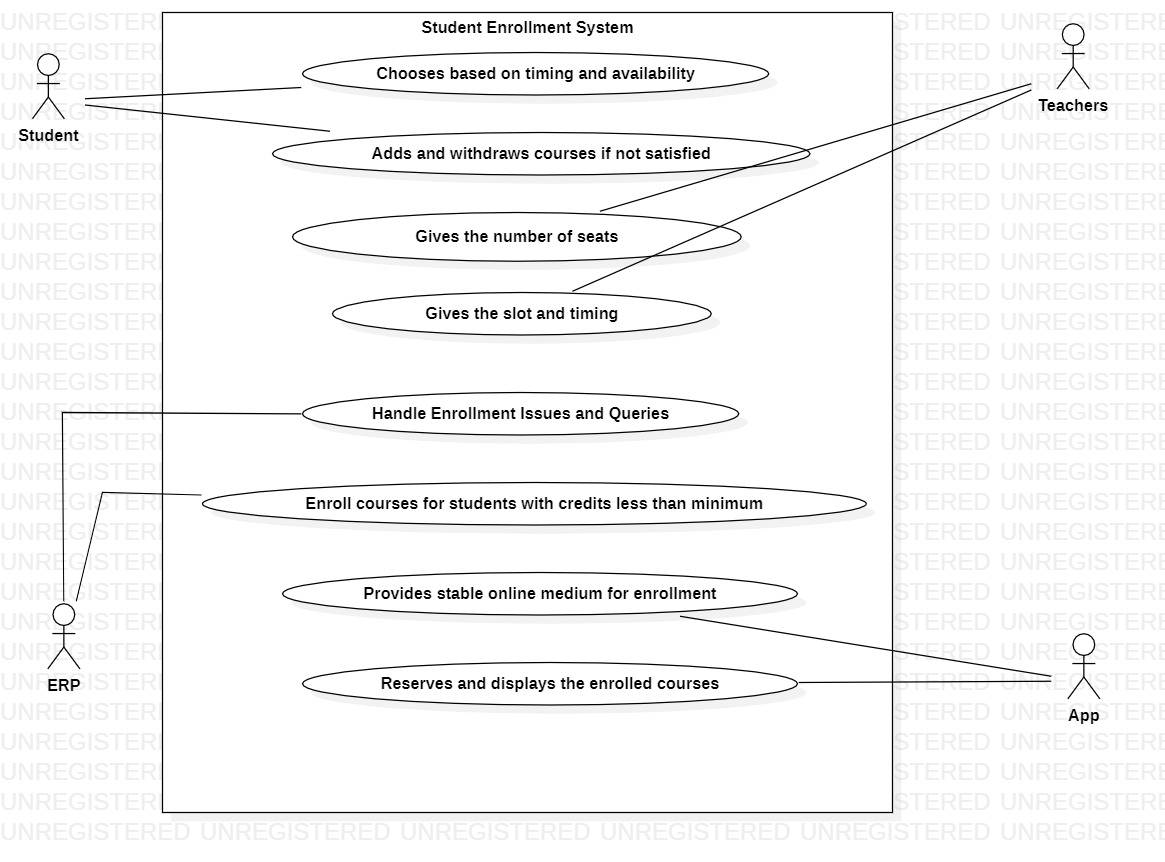 Student Enrollment System
Chooses based on timing and availability
Student
Teachers
Adds and withdraws courses if not satisfied
Gives the number of seats
Gives the slot and timing
Handle Enrollment Issues and Queries
Enroll courses for students with credits less than minimum
Provides stable online medium for enrollment
ERP
Reserves and displays the enrolled courses
App
UNREGISTERED UNREGISTERED UNREGISTERED UNREGISTERED UNREGISTERED UNREGISTERE